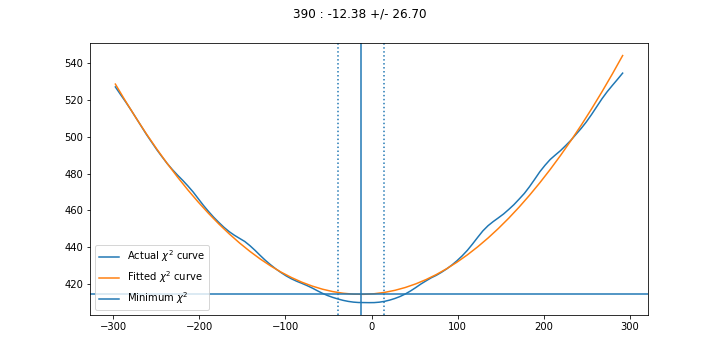 390 : -12.38 +/- 26.70
540
520
500
480
460
440
420
Actual χ² curve
Fitted χ² curve
Minimum χ²
−300 −200 −100 0 100 200 300